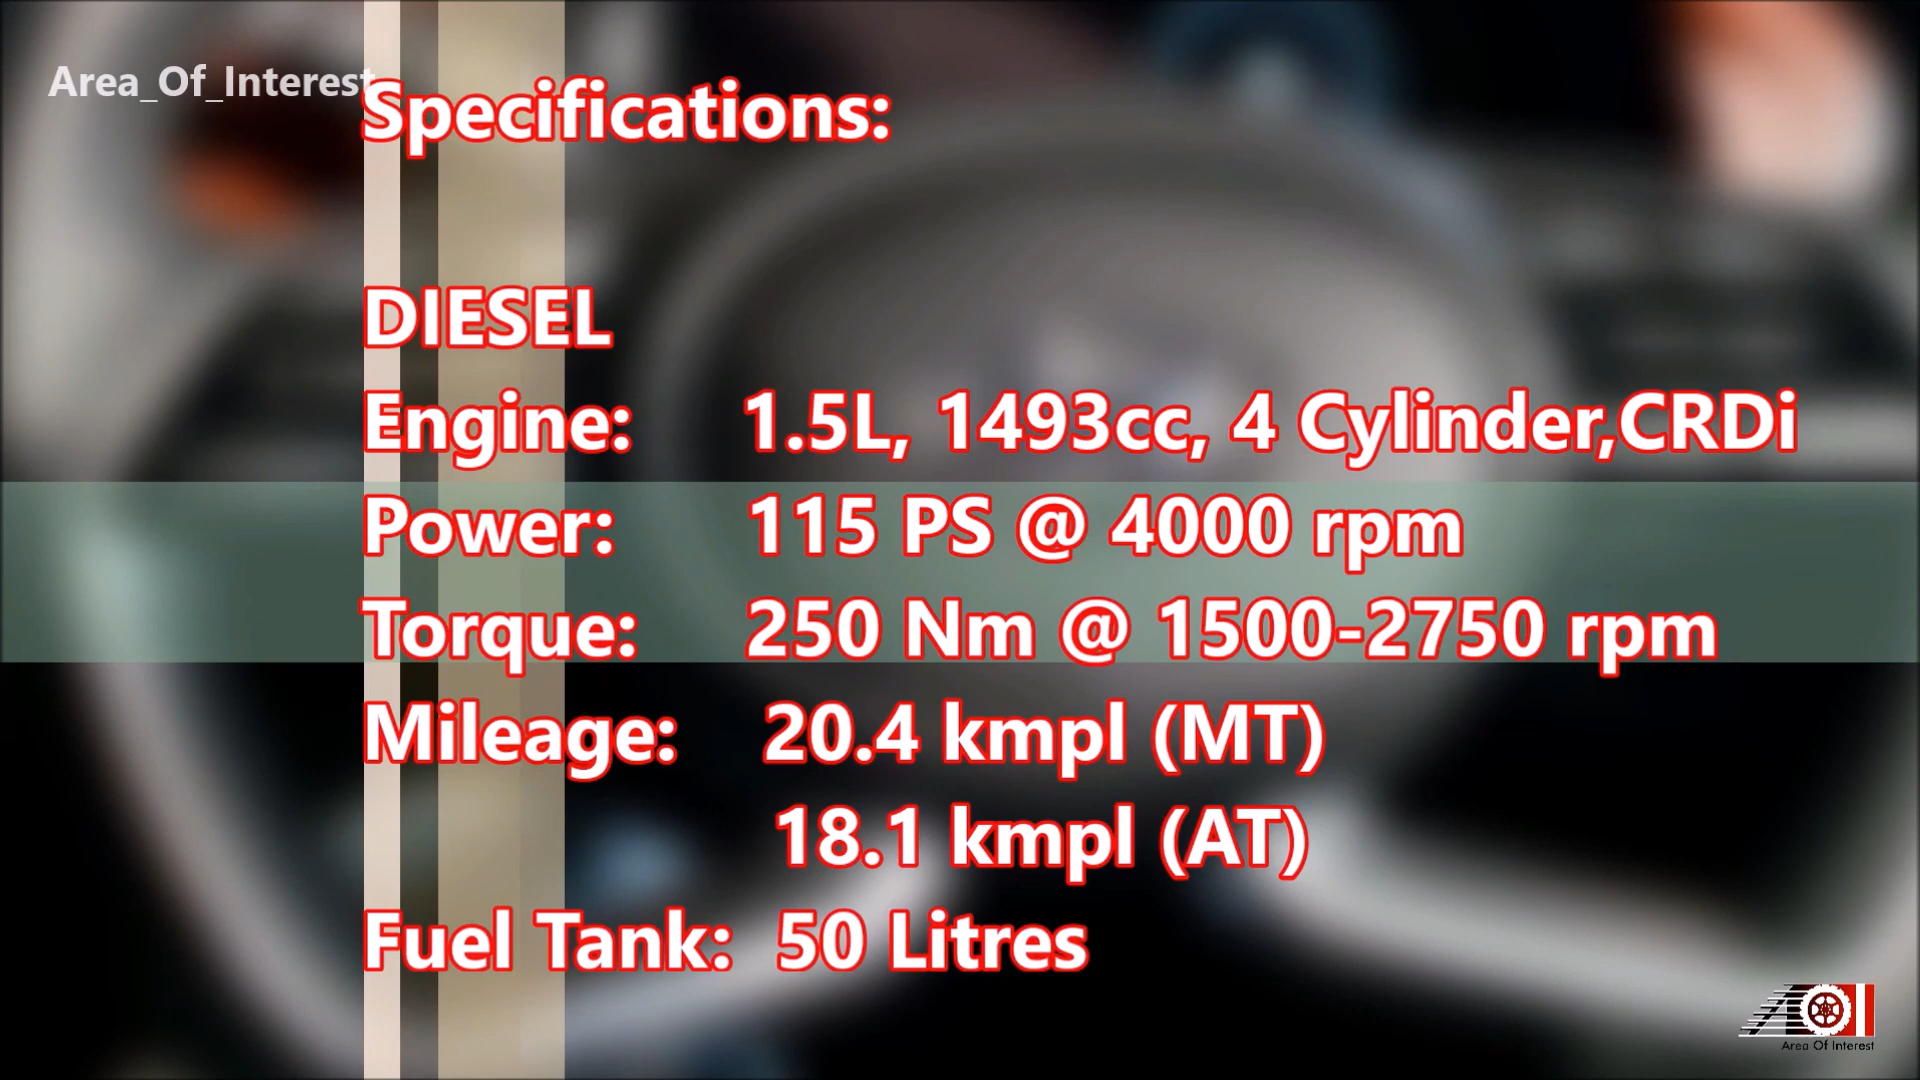 Area_Of_Interest
Specifications:
DIESEL
Engine: 1.5L, 1493cc, 4 Cylinder,CRDi
Power: 115 PS @ 4000 rpm
Torque: 250 Nm @ 1500-2750 rpm
Mileage: 20.4 kmpl (MT)
18.1 kmpl (AT)
Fuel Tank: 50 Litres
AOI
Area Of Interest